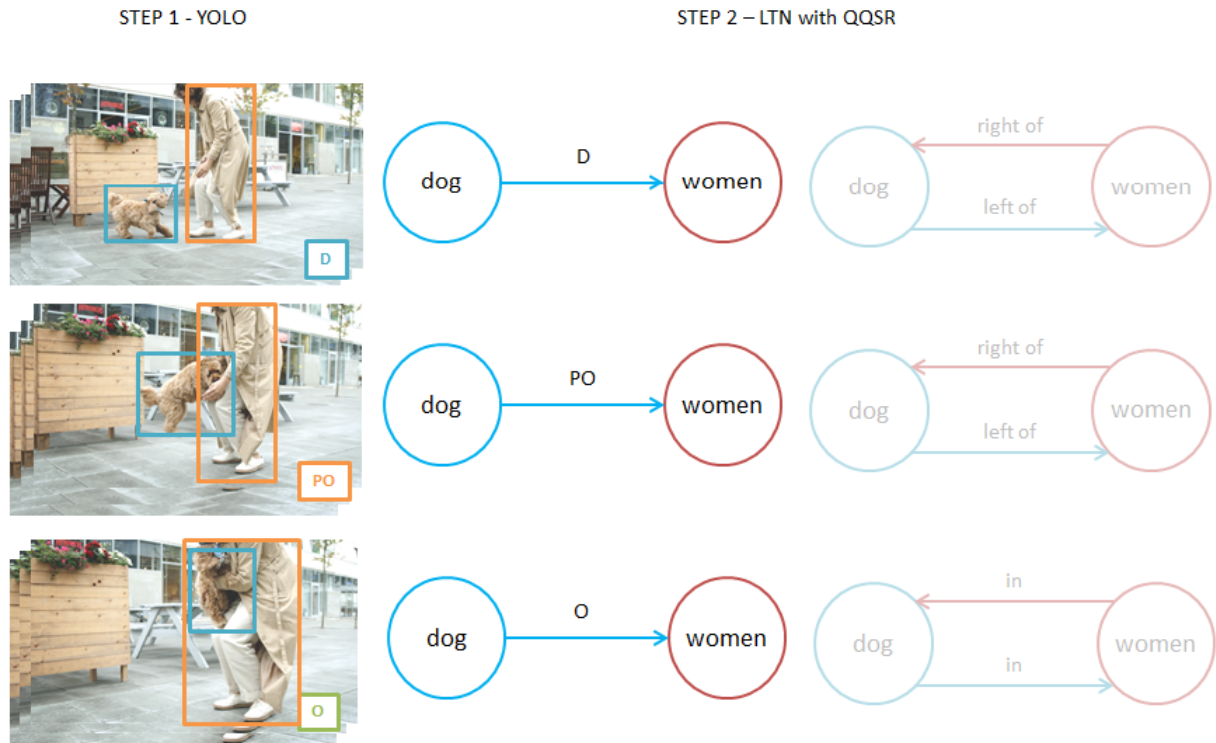 STEP 1 - YOLO
STEP 2 – LTN with QQSR
D
dog
D
women
dog
right of
left of
women
PO
dog
PO
women
dog
right of
left of
women
O
dog
O
women
dog
in
in
women